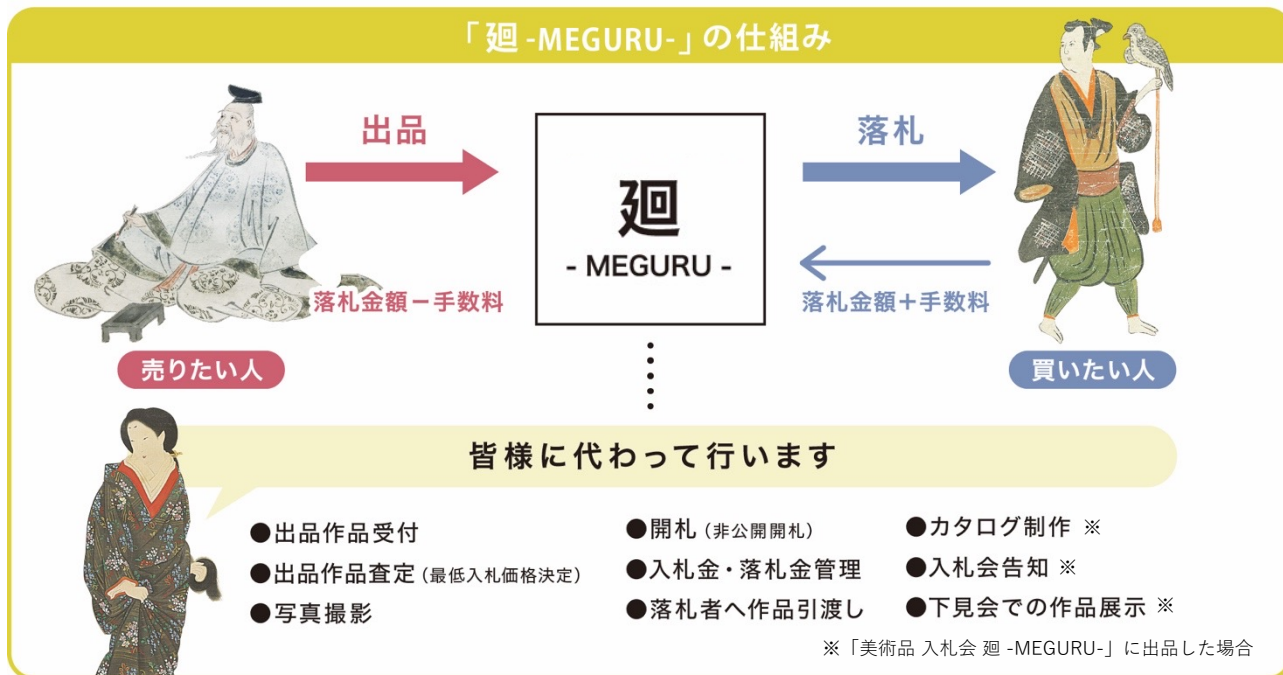 「廻 -MEGURU-」の仕組み
出品
落札
廻
- MEGURU -
落札金額－手数料
落札金額＋手数料
売りたい人
買いたい人
皆様に代わって行います
●出品作品受付
●出品作品査定 (最低入札価格決定)
●写真撮影
●開札 (非公開開札)
●入札金・落札金管理
●落札者へ作品引渡し
●カタログ制作 ※
●入札会告知 ※
●下見会での作品展示 ※
※「美術品 入札会 廻 -MEGURU-」に出品した場合